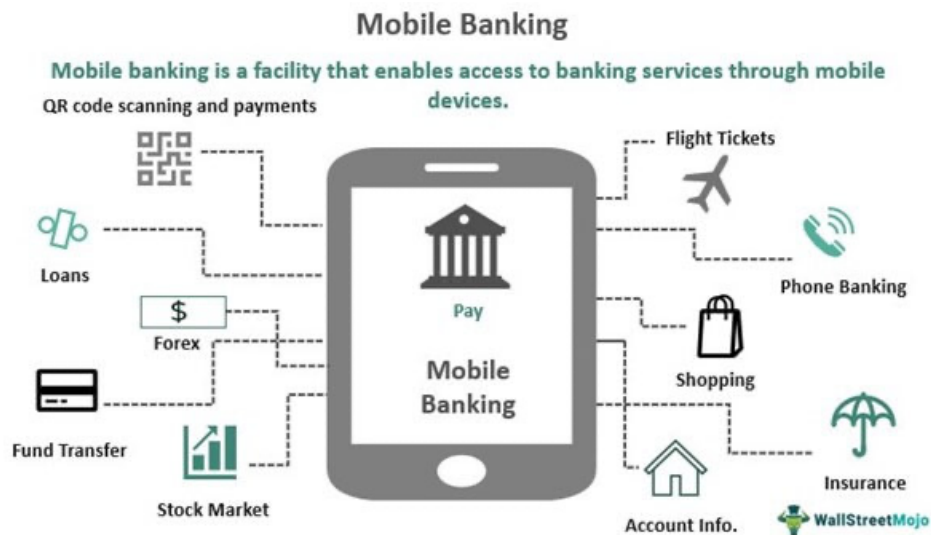 Mobile Banking
Mobile banking is a facility that enables access to banking services through mobile
devices.
QR code scanning and payments
Flight Tickets
Loans
Phone Banking
$
Forex
Pay
Mobile
Banking
Shopping
Fund Transfer
Stock Market
Insurance
Account Info.
WallStreetMojo